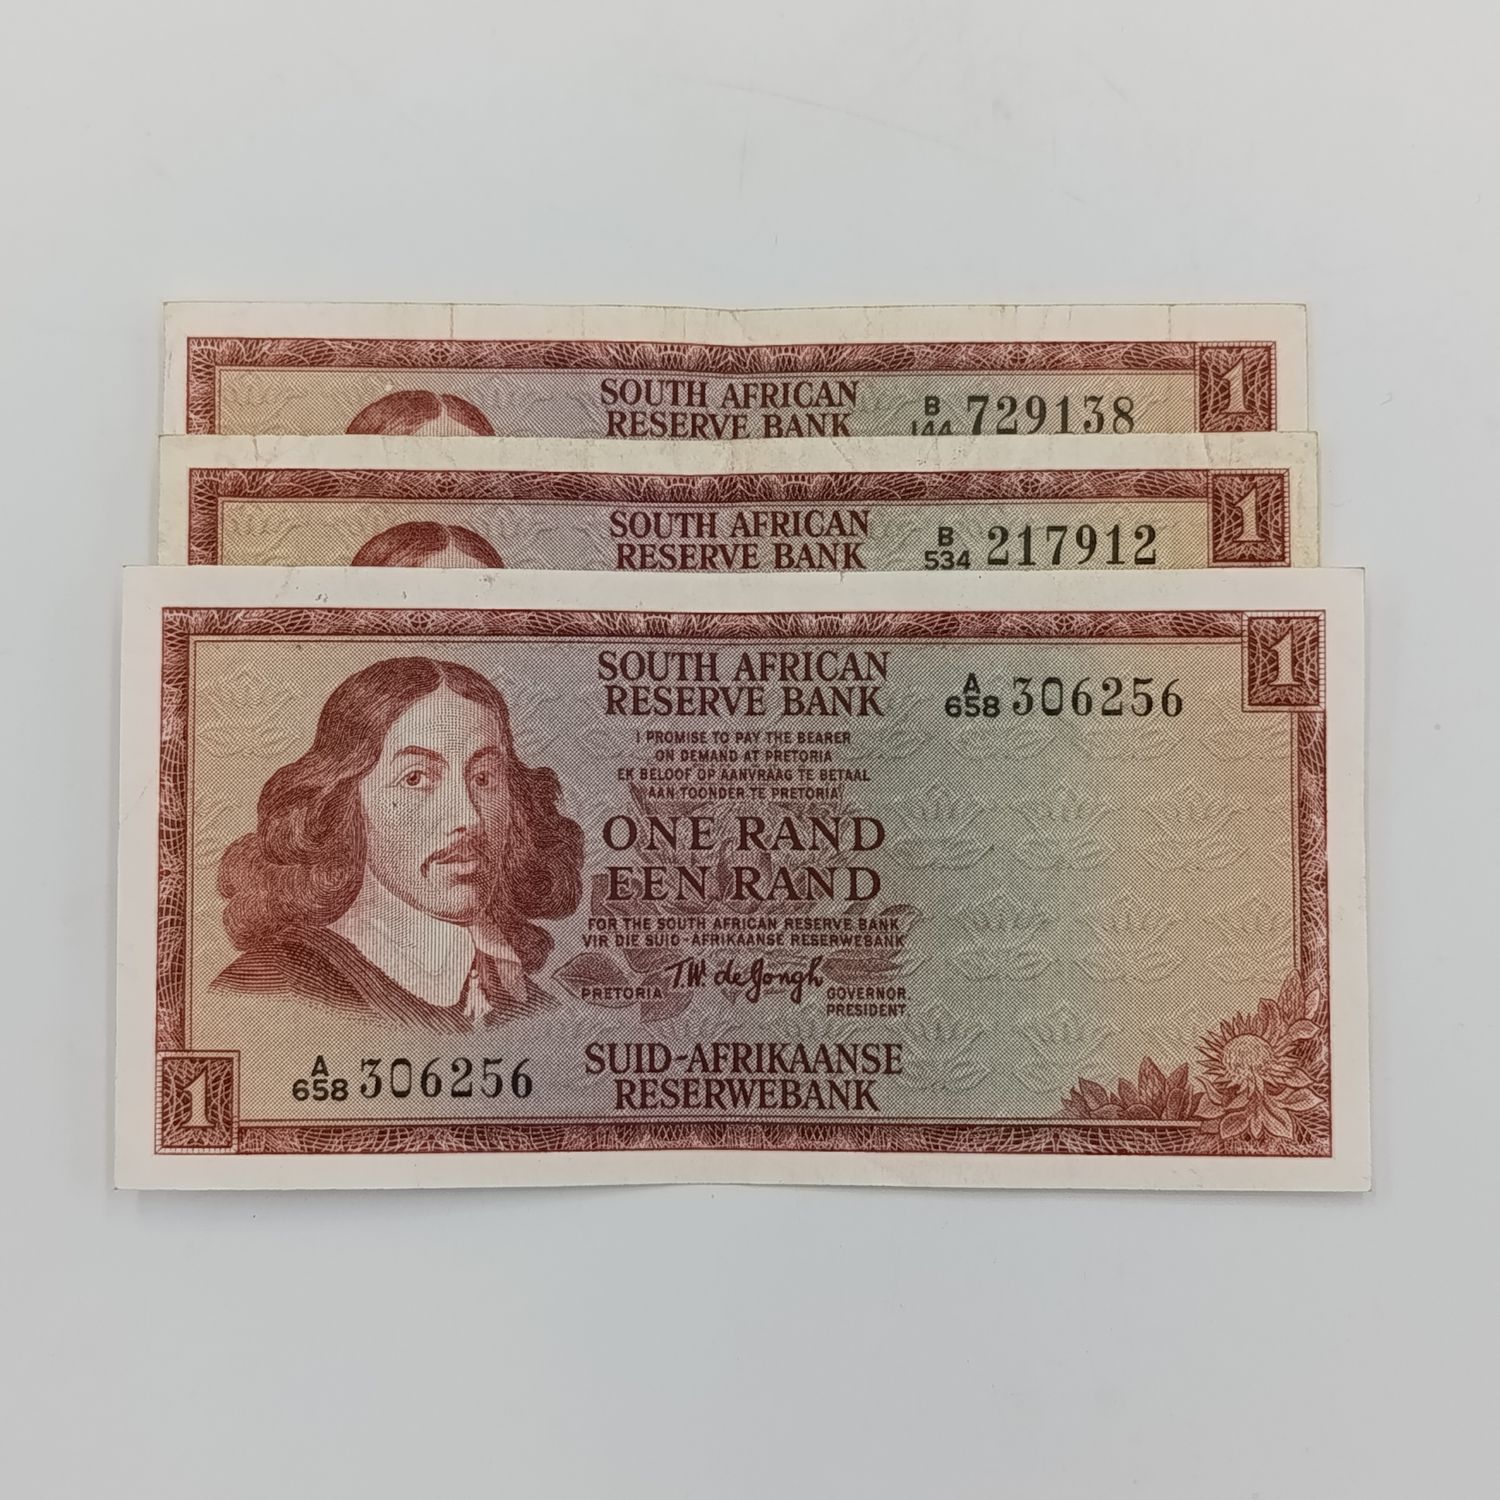 SOUTH AFRICAN
RESERVE BANK
B
144 729138
1
SOUTH AFRICAN
RESERVE BANK
B
534 217912
1
SOUTH AFRICAN
RESERVE BANK
A
658 306256
1
I PROMISE TO PAY THE BEARER
ON DEMAND AT PRETORIA
EK BELOOF OP AANVRAAG TE BETAAL
AAN TOONDER TE PRETORIA
ONE RAND
EEN RAND
FOR THE SOUTH AFRICAN RESERVE BANK
VIR DIE SUID-AFRIKAANSE RESERWEBANK
T.W. de Jongh
PRETORIA
GOVERNOR.
PRESIDENT.
1
A
658 306256
SUID-AFRIKAANSE
RESERWEBANK